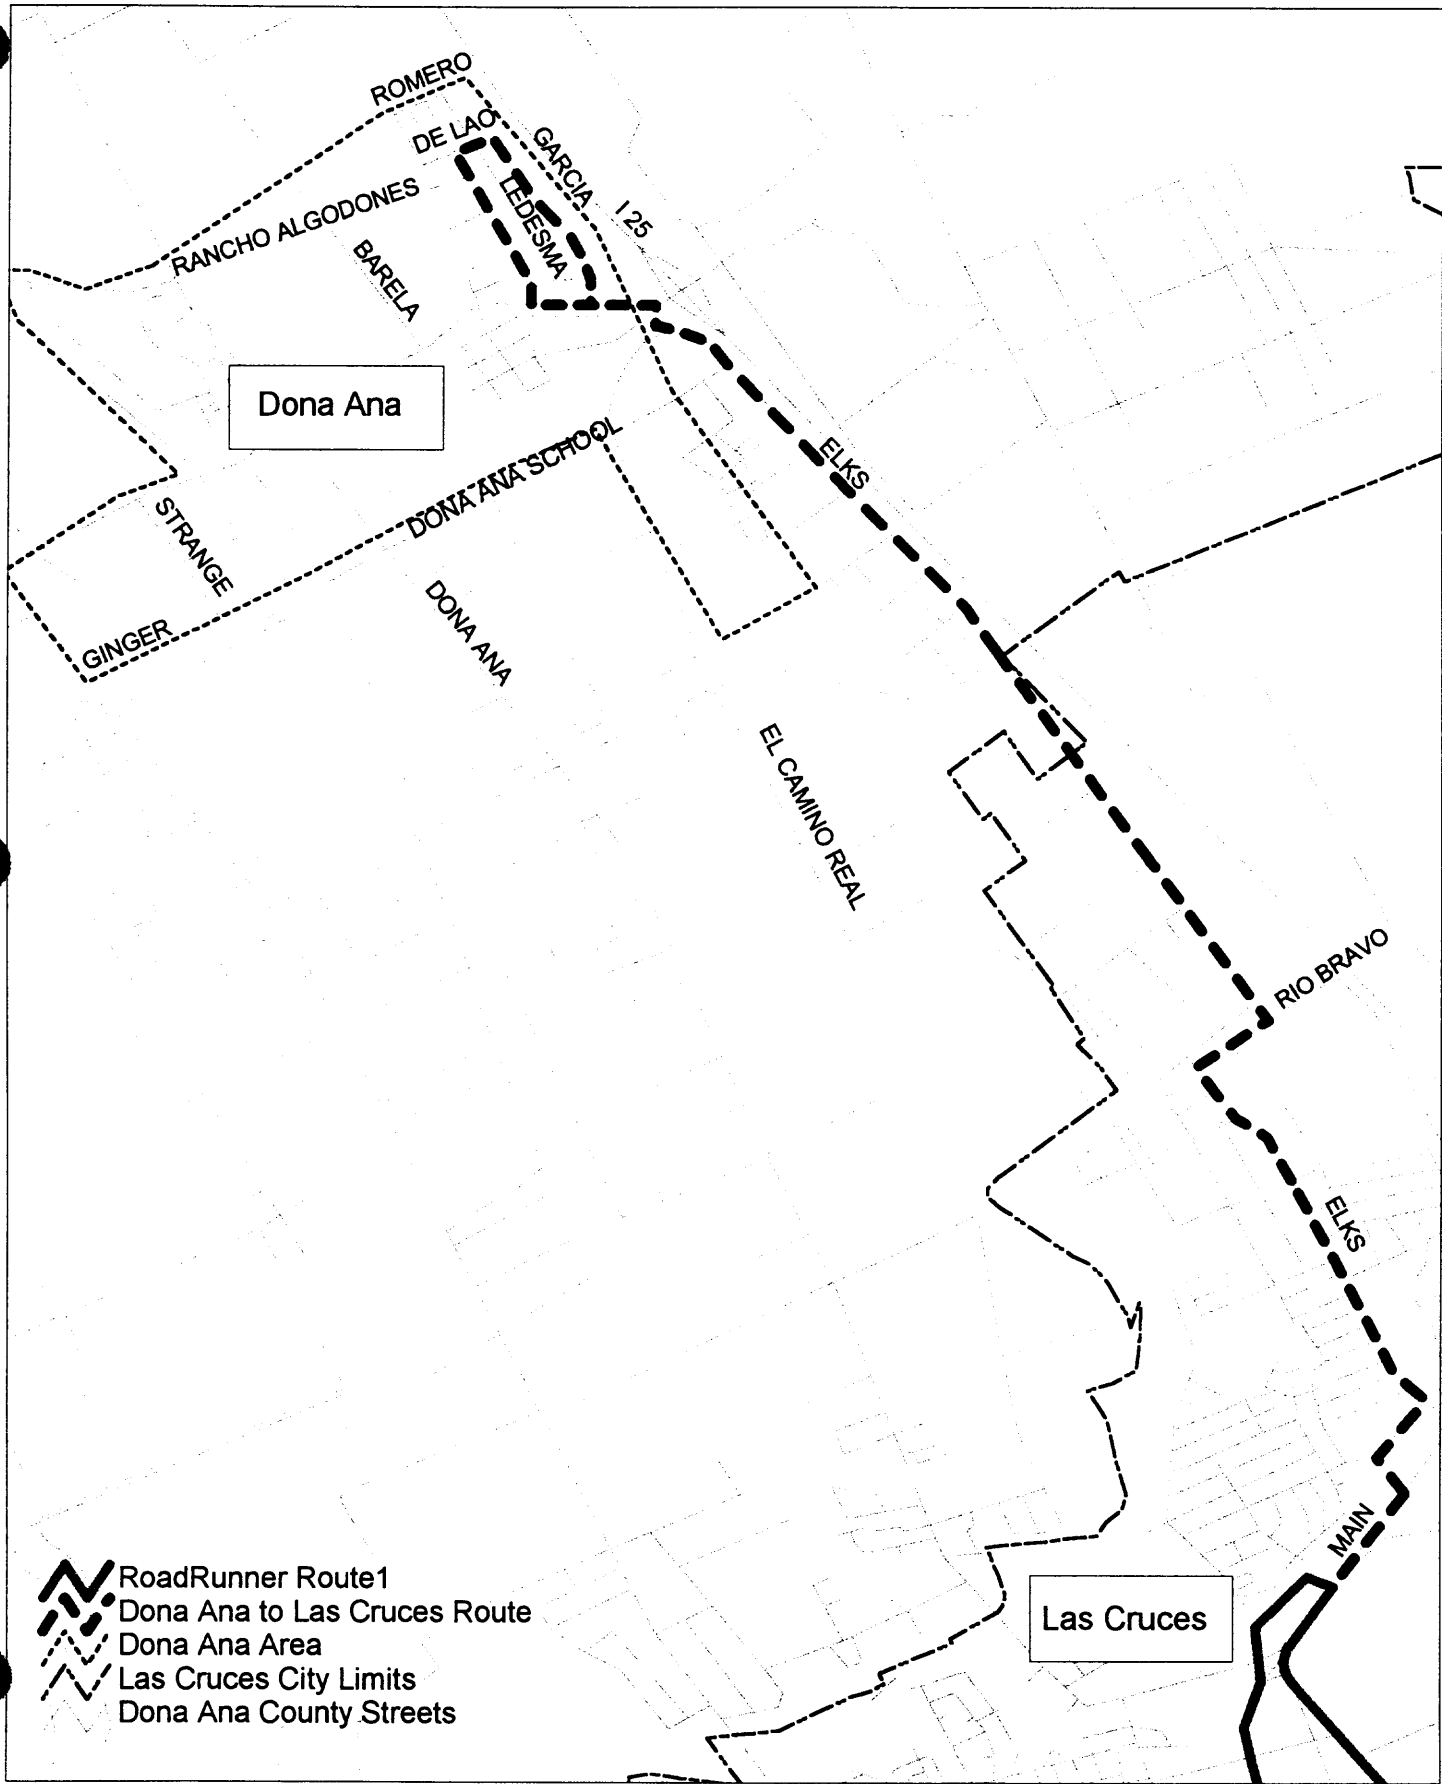 ROMERO
DE LAO
GARCIA
RANCHO ALGODONES
LEDESMA
I 25
BARELA
Dona Ana
DONA ANA SCHOOL
ELKS
STRANGE
DONA ANA
GINGER
EL CAMINO REAL
RIO BRAVO
ELKS
MAIN
RoadRunner Route1
Dona Ana to Las Cruces Route
Dona Ana Area
Las Cruces City Limits
Dona Ana County Streets
Las Cruces